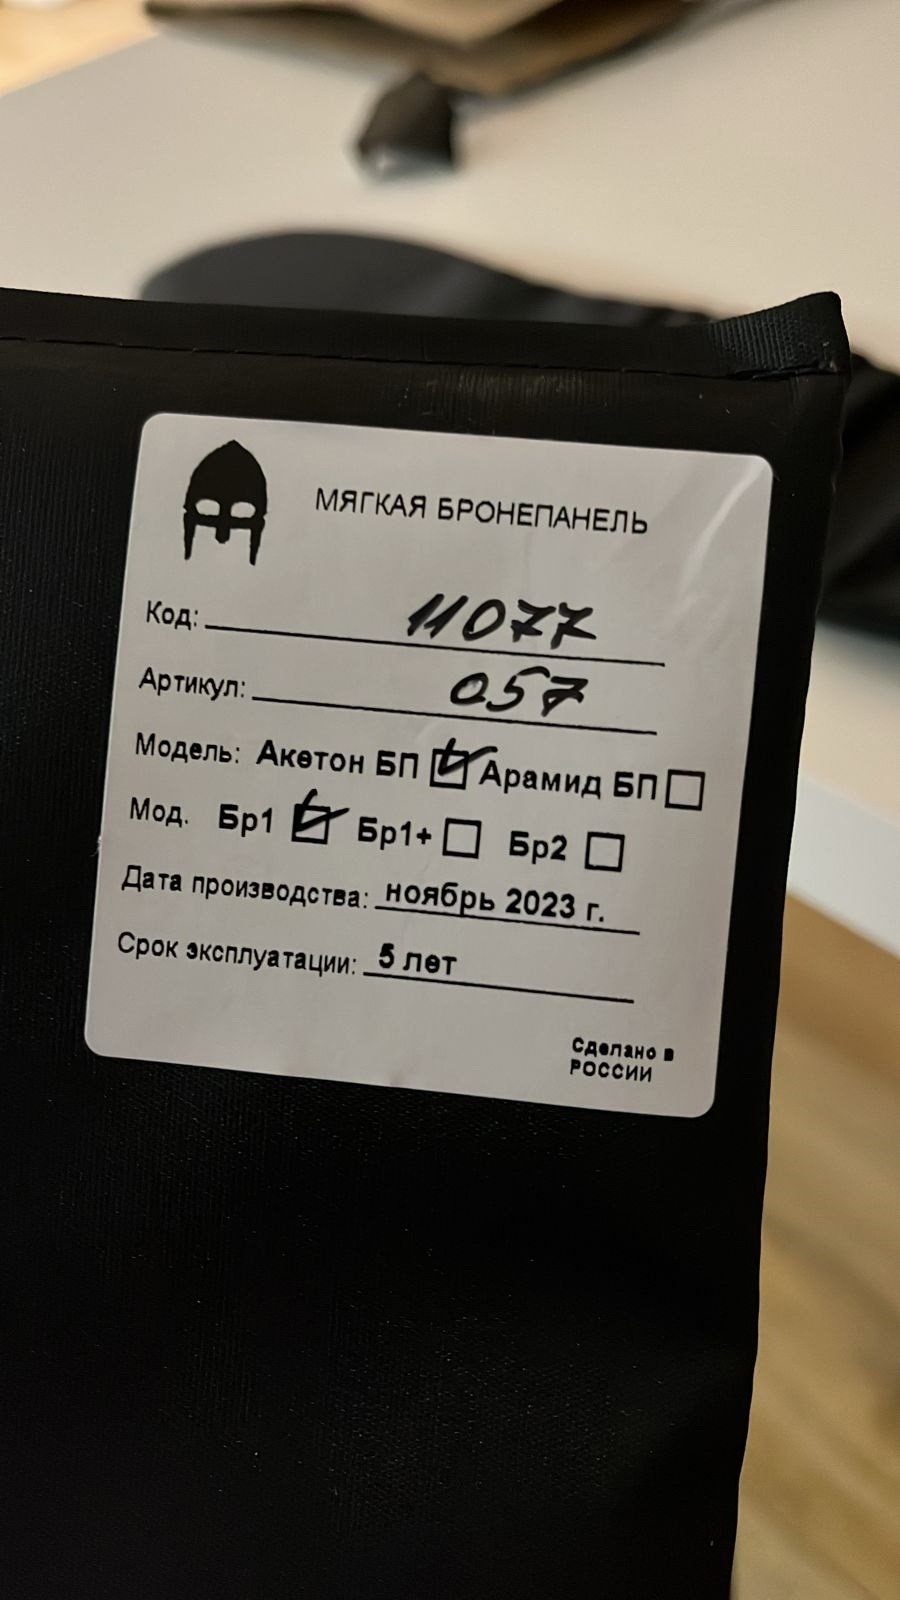 МЯГКАЯ БРОНЕПАНЕЛЬ
Код: 11077
Артикул: 057
Модель: Акетон БП ☑ Арамид БП ☐
Мод. Бр1 ☑ Бр1+ ☐ Бр2 ☐
Дата производства: ноябрь 2023 г.
Срок эксплуатации: 5 лет
Сделано в
РОССИИ